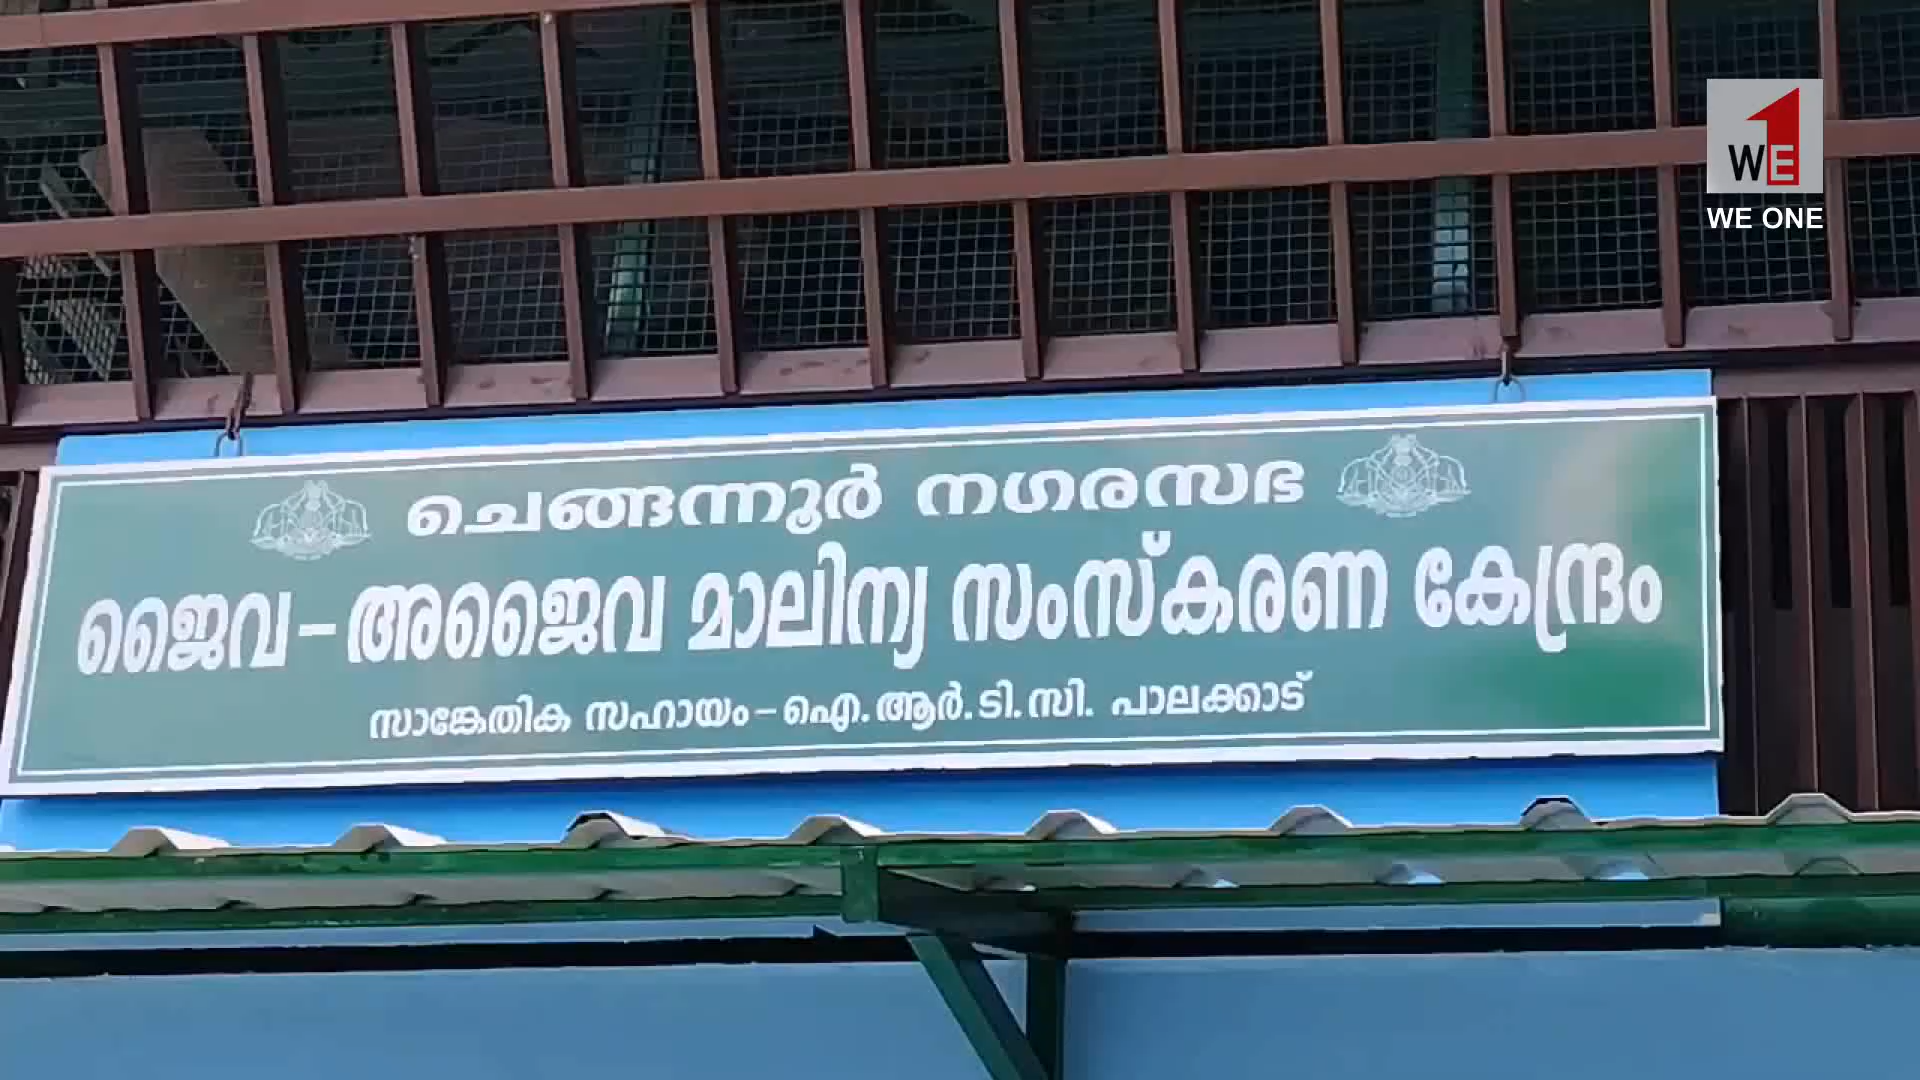 WE
WE ONE
ചെങ്ങന്നൂർ നഗരസഭ
ജൈവ-അജൈവ മാലിന്യ സംസ്കരണ കേന്ദ്രം
സാങ്കേതിക സഹായം-ഐ.ആർ.ടി.സി. പാലക്കാട്